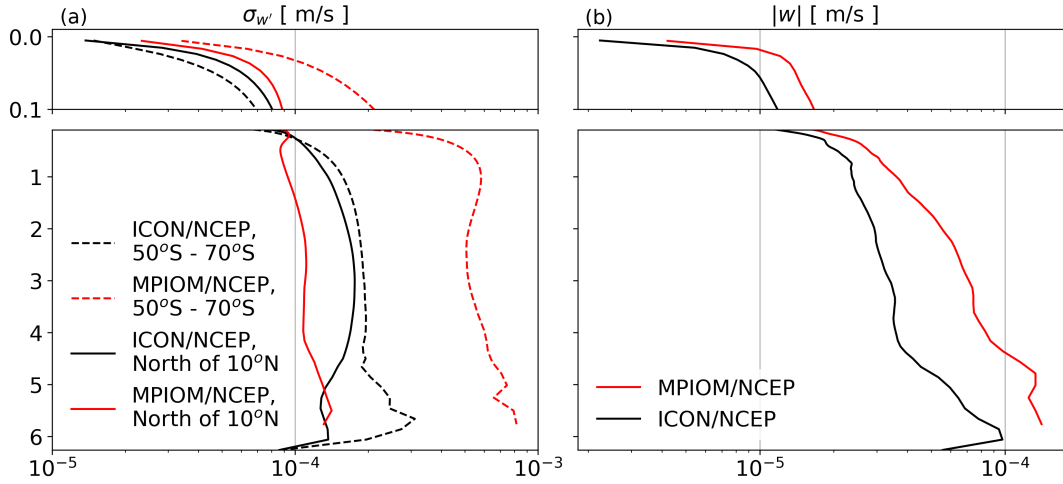 (a)
σw′ [ m/s ]
(b)
|w| [ m/s ]
0.0
0.1
1
2
3
4
5
6
ICON/NCEP,
50°S - 70°S
MPIOM/NCEP,
50°S - 70°S
ICON/NCEP,
North of 10°N
MPIOM/NCEP,
North of 10°N
MPIOM/NCEP
ICON/NCEP
10⁻⁵
10⁻⁴
10⁻³
10⁻⁵
10⁻⁴